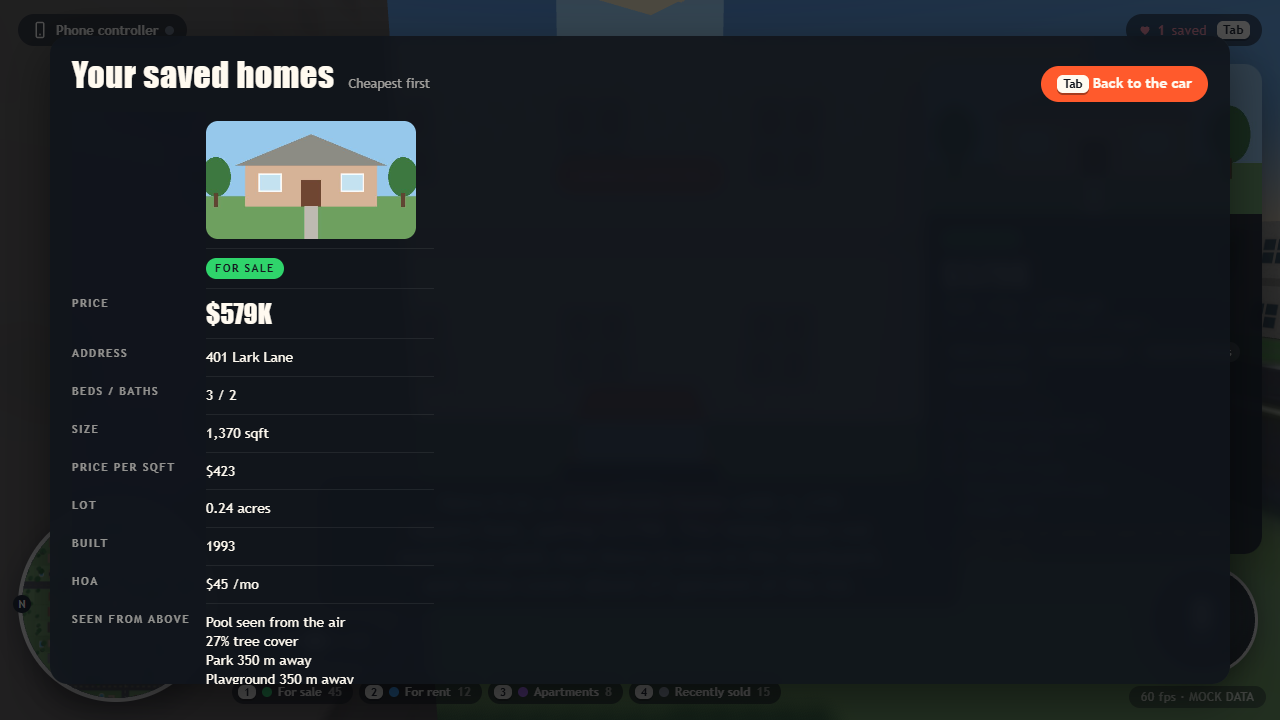 Phone controller
1 saved Tab
Your saved homes Cheapest first
Tab Back to the car
FOR SALE
PRICE $579K
ADDRESS 401 Lark Lane
BEDS / BATHS 3 / 2
SIZE 1,370 sqft
PRICE PER SQFT $423
LOT 0.24 acres
BUILT 1993
HOA $45 /mo
SEEN FROM ABOVE Pool seen from the air
27% tree cover
Park 350 m away
Playground 350 m away
N
1 For sale 45 2 For rent 12 3 Apartments 8 4 Recently sold 15
60 fps · MOCK DATA